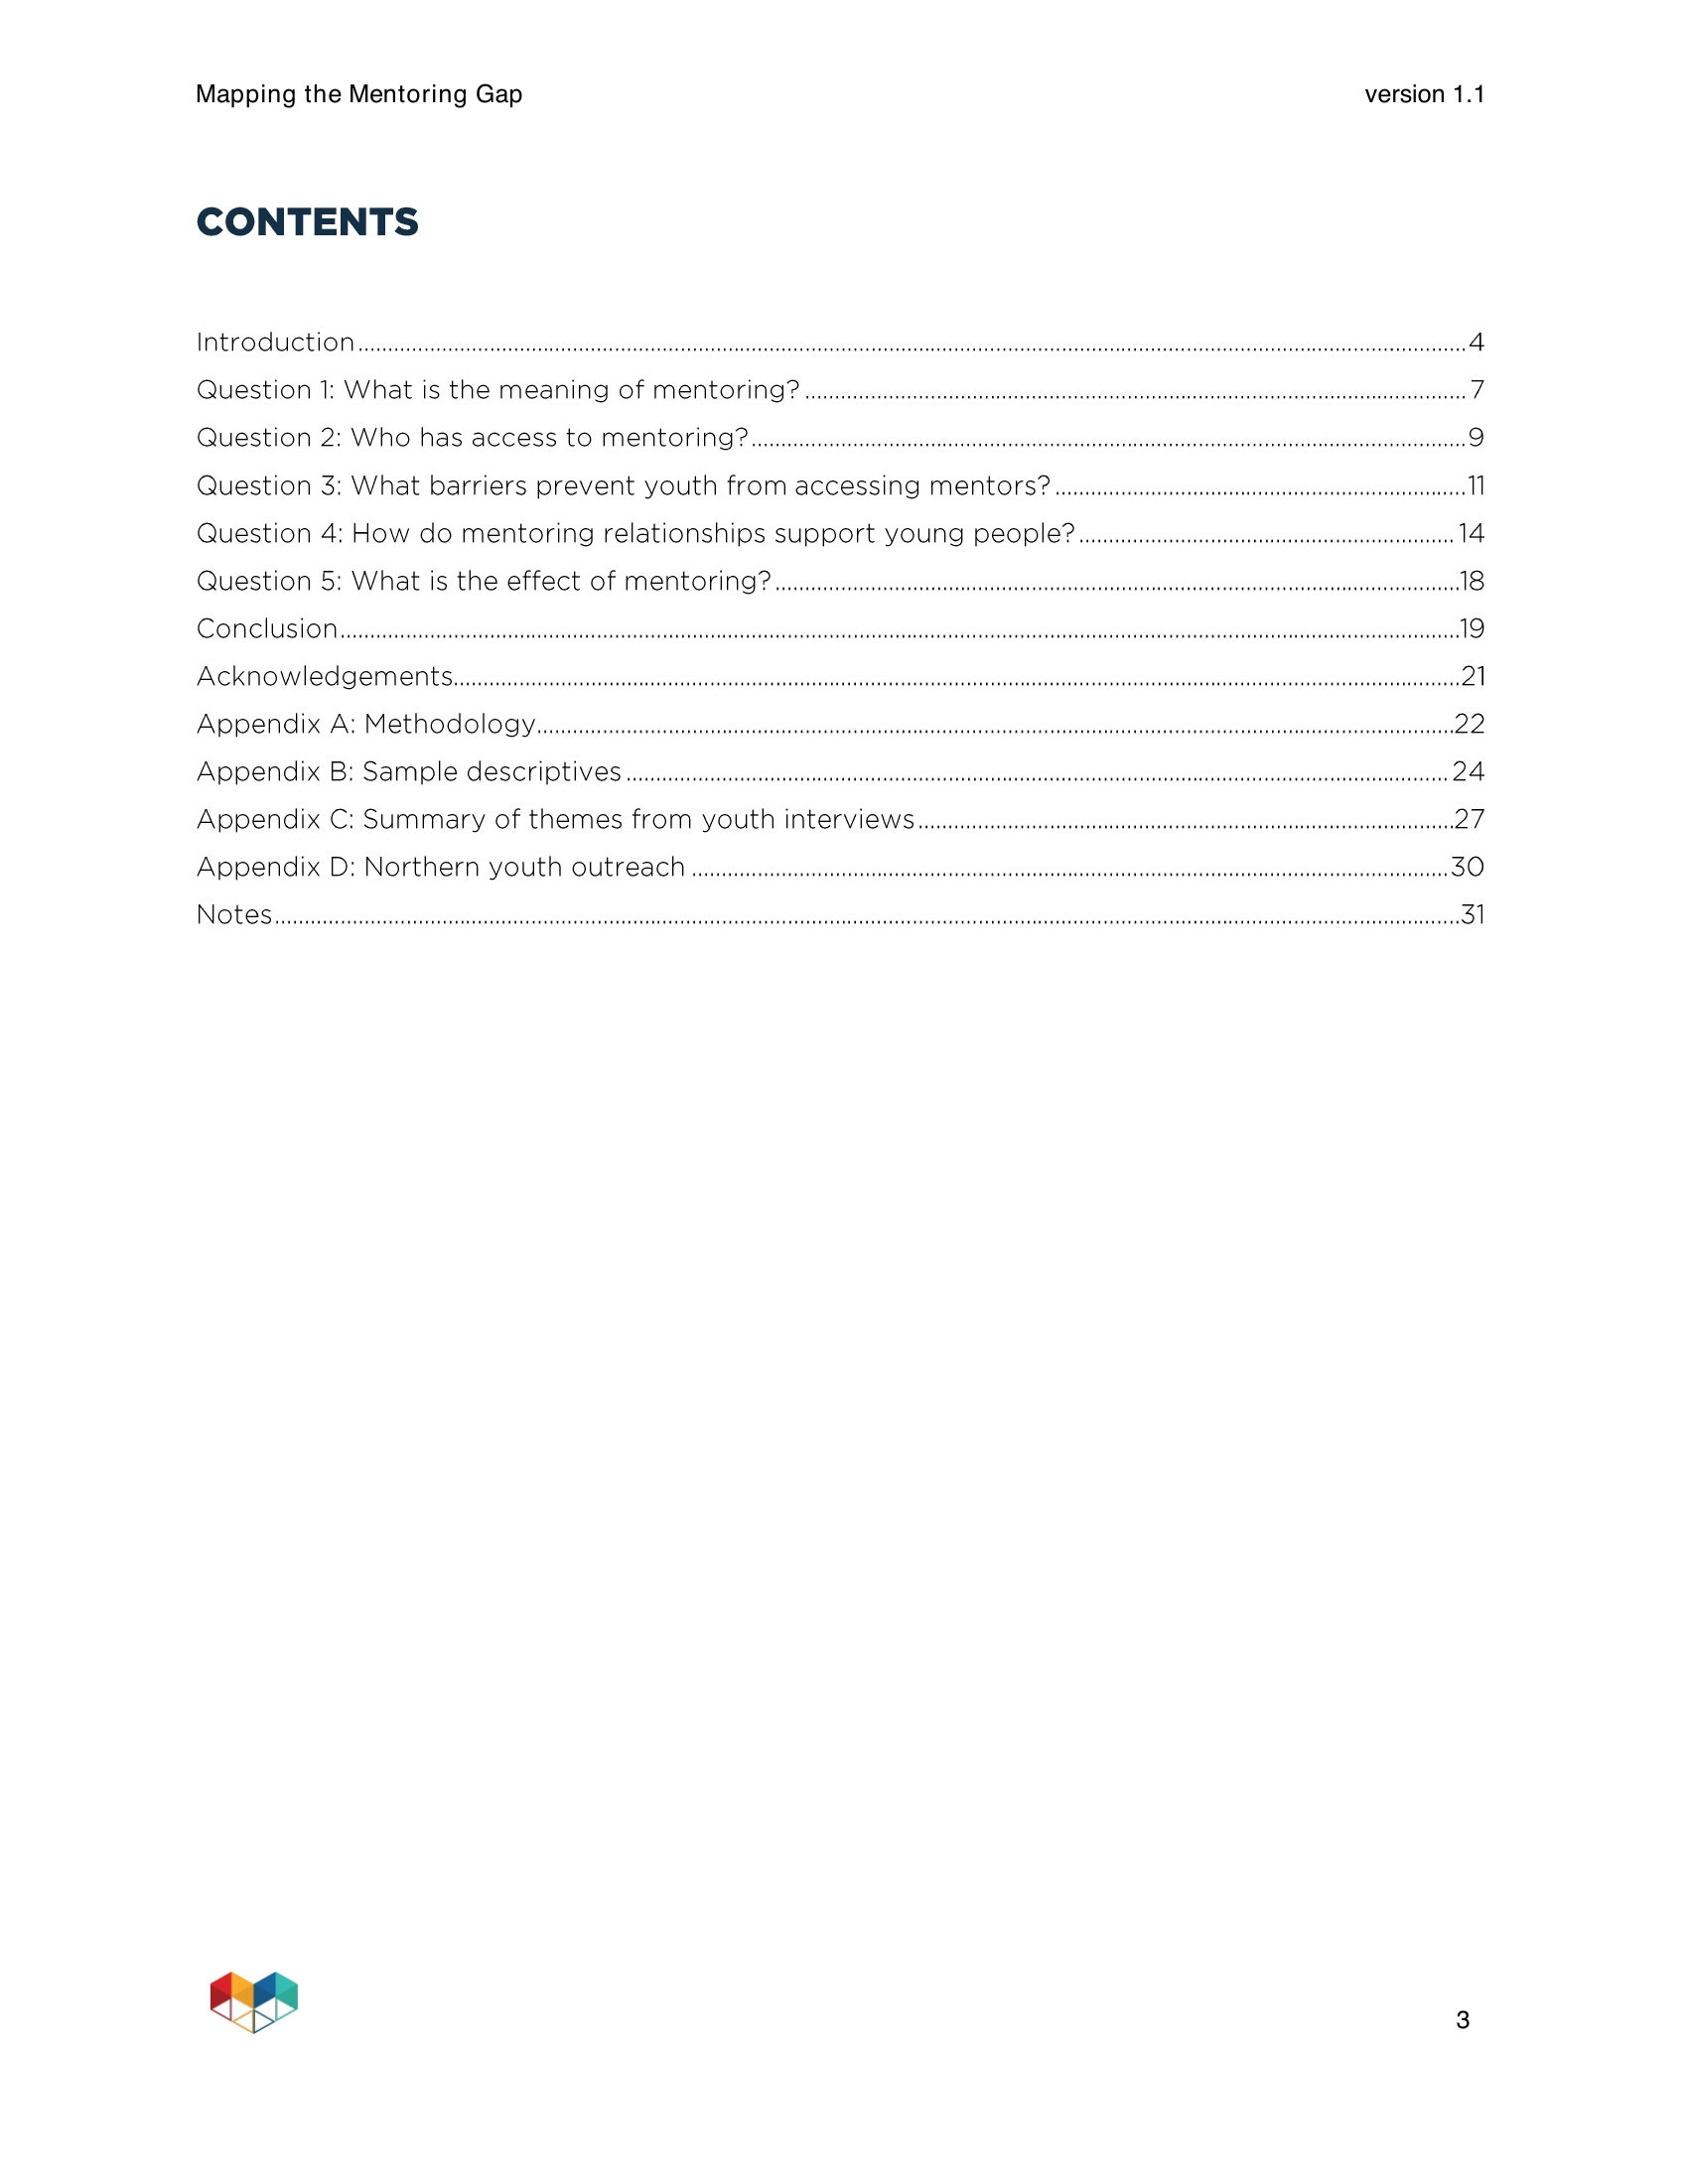 Mapping the Mentoring Gap version 1.1
CONTENTS
Introduction 4
Question 1: What is the meaning of mentoring? 7
Question 2: Who has access to mentoring? 9
Question 3: What barriers prevent youth from accessing mentors? 11
Question 4: How do mentoring relationships support young people? 14
Question 5: What is the effect of mentoring? 18
Conclusion 19
Acknowledgements 21
Appendix A: Methodology 22
Appendix B: Sample descriptives 24
Appendix C: Summary of themes from youth interviews 27
Appendix D: Northern youth outreach 30
Notes 31
3